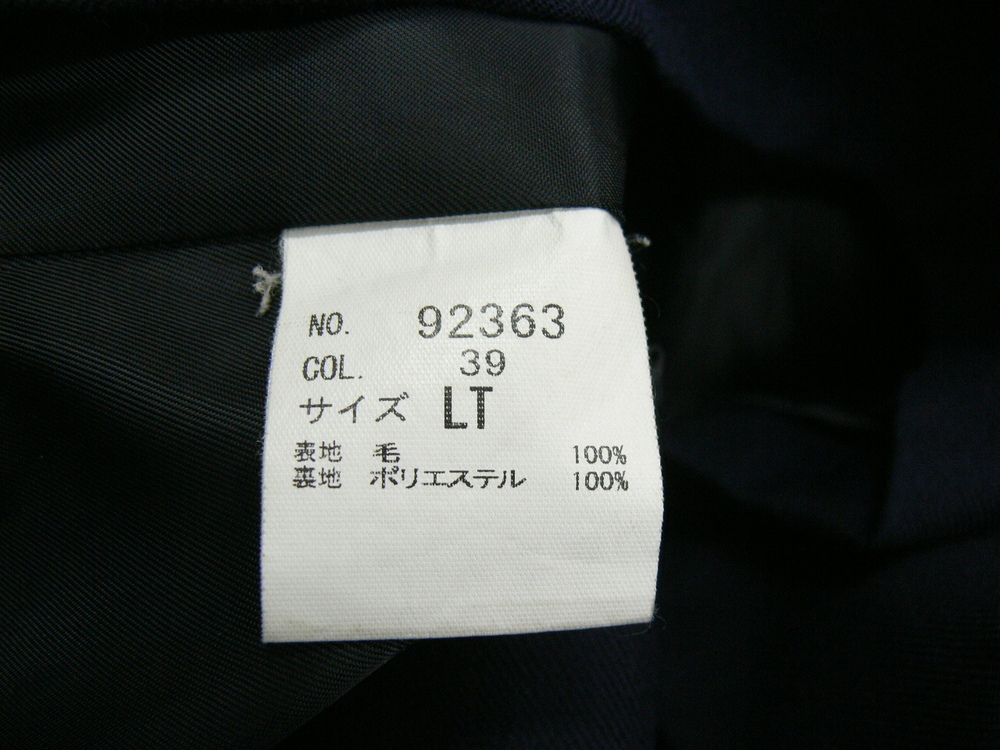 NO. 92363
COL. 39
サイズ LT
表地 毛 100%
裏地 ポリエステル 100%